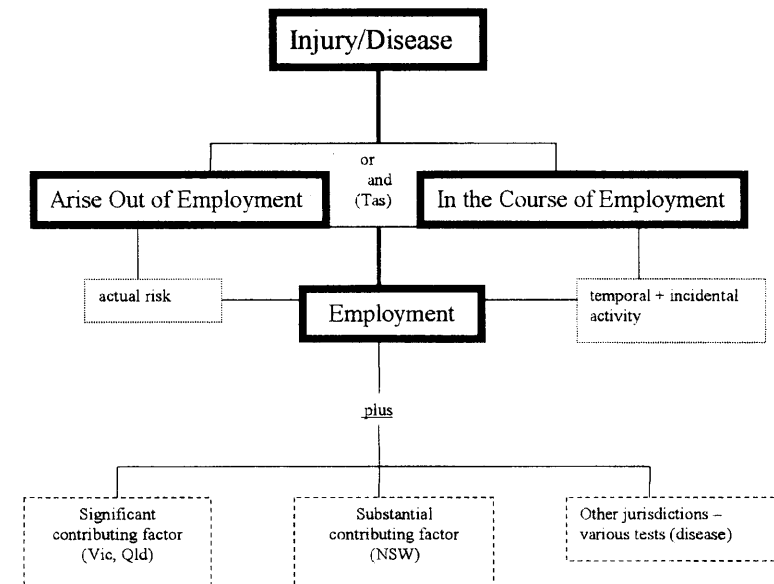 Injury/Disease
or
and
(Tas)
Arise Out of Employment
In the Course of Employment
actual risk
Employment
temporal + incidental
activity
plus
Significant
contributing factor
(Vic, Qld)
Substantial
contributing factor
(NSW)
Other jurisdictions –
various tests (disease)